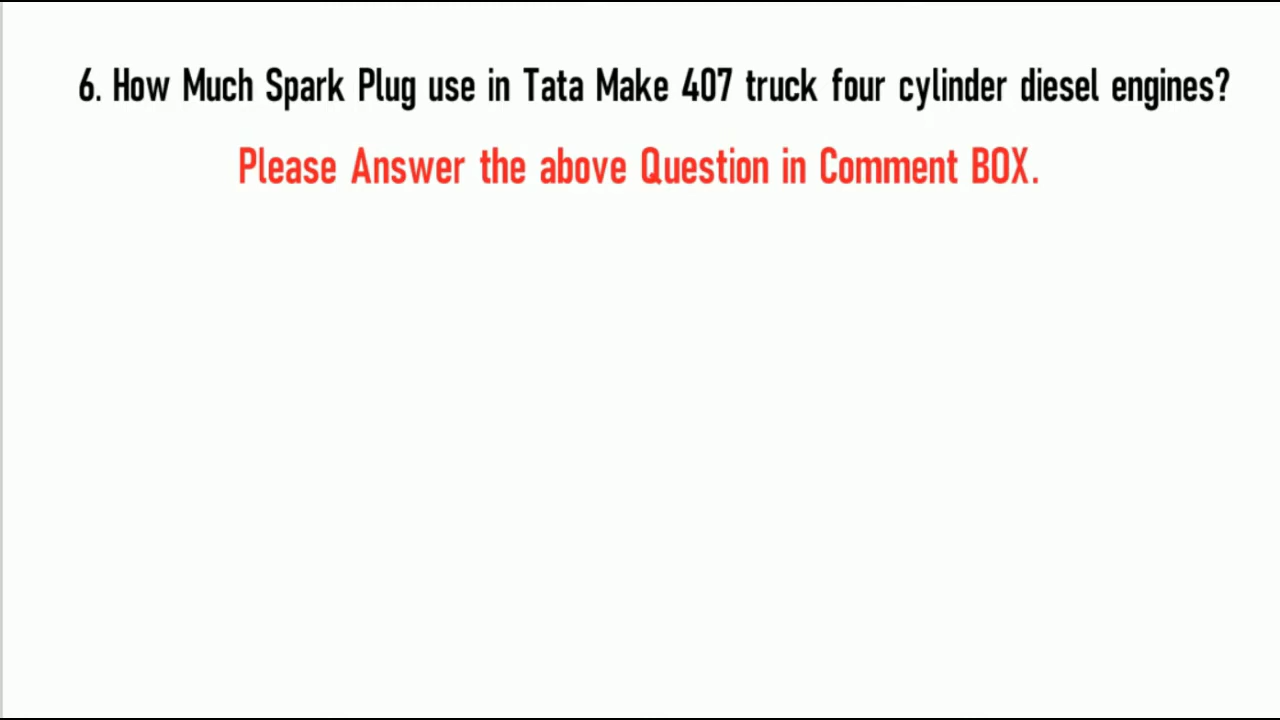 6. How Much Spark Plug use in Tata Make 407 truck four cylinder diesel engines?
Please Answer the above Question in Comment BOX.